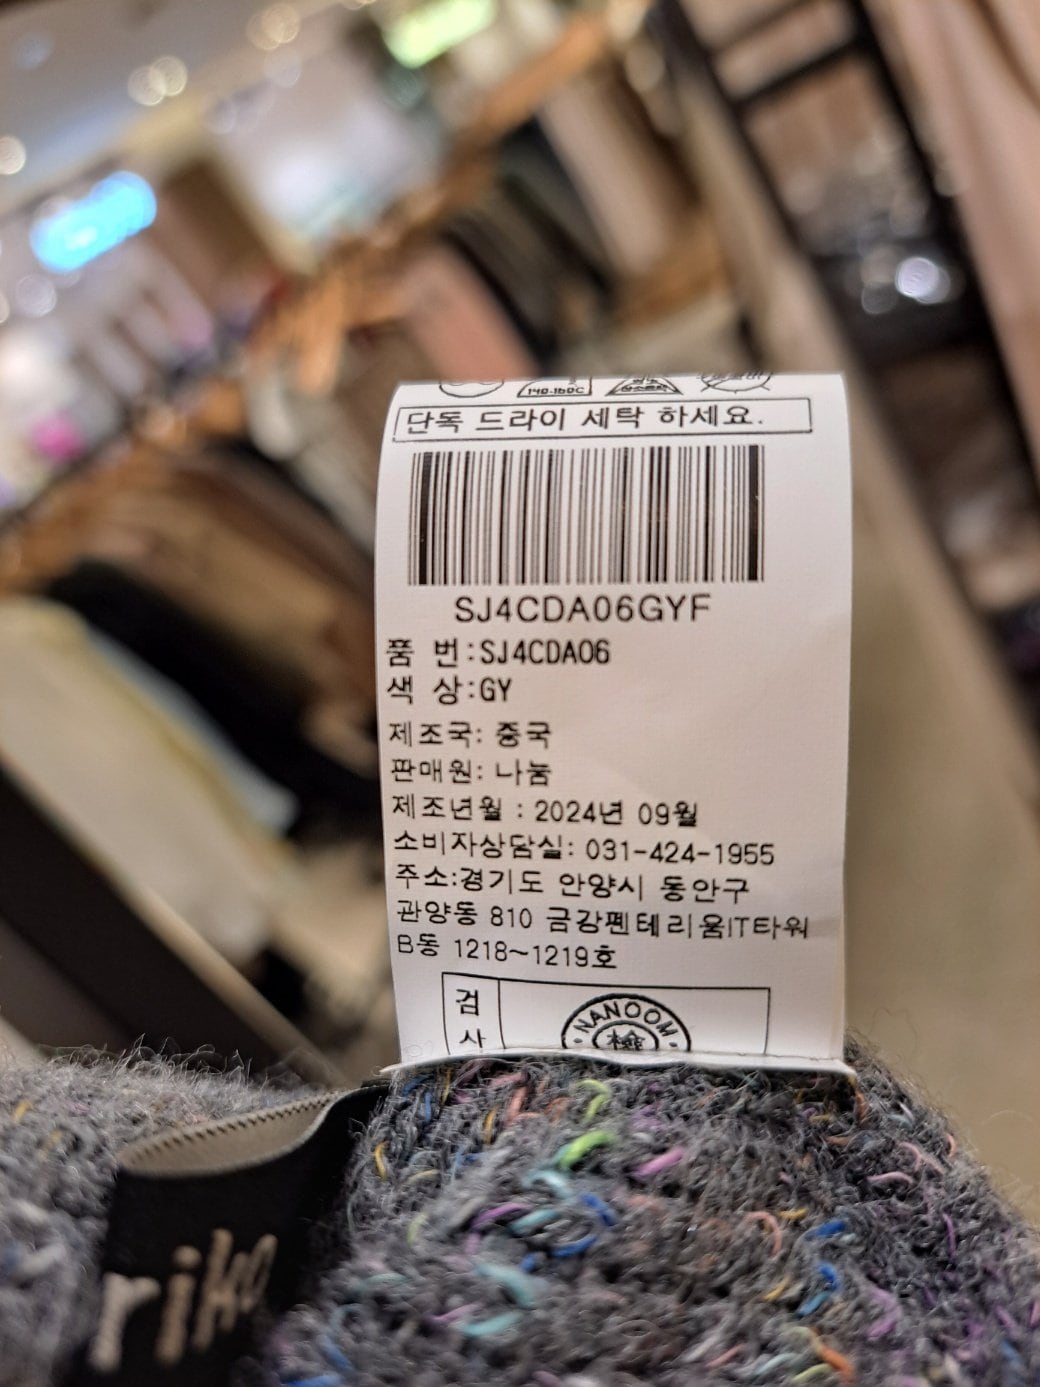 140-160C
단독 드라이 세탁 하세요.
SJ4CDA06GYF
품 번:SJ4CDA06
색 상:GY
제조국: 중국
판매원: 나눔
제조년월 : 2024년 09월
소비자상담실: 031-424-1955
주소:경기도 안양시 동안구
관양동 810 금강펜테리움IT타워
B동 1218~1219호
검
사
NANOOM
檢
riko